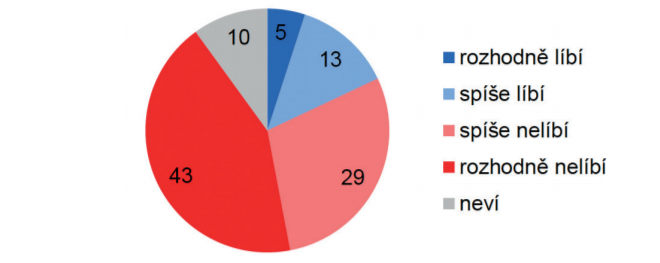 5
13
29
43
10
rozhodně líbí
spíše líbí
spíše nelíbí
rozhodně nelíbí
neví